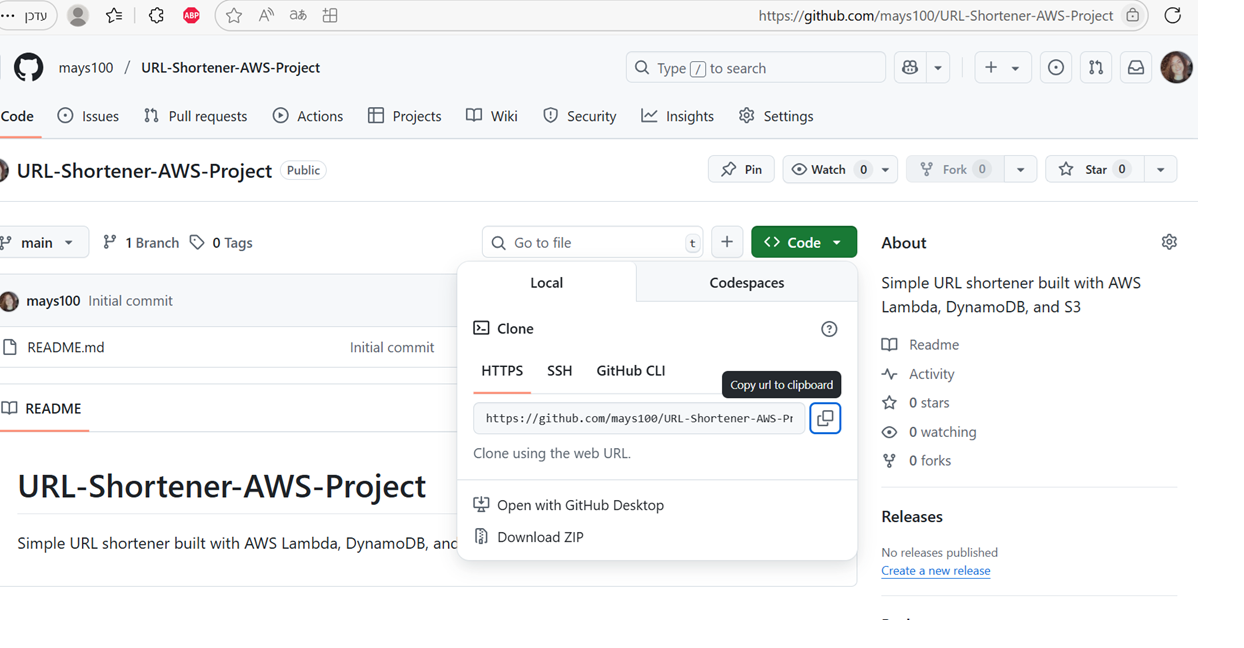 עדכן
ABP
https://github.com/mays100/URL-Shortener-AWS-Project
mays100 / URL-Shortener-AWS-Project
Type / to search
Code Issues Pull requests Actions Projects Wiki Security Insights Settings
URL-Shortener-AWS-Project Public
Pin Watch 0 Fork 0 Star 0
main 1 Branch 0 Tags
Go to file t
Code
Local Codespaces
mays100 Initial commit
README.md Initial commit
Clone
HTTPS SSH GitHub CLI
Copy url to clipboard
https://github.com/mays100/URL-Shortener-AWS-Pr
Clone using the web URL.
Open with GitHub Desktop
Download ZIP
README
URL-Shortener-AWS-Project
Simple URL shortener built with AWS Lambda, DynamoDB, and
About
Simple URL shortener built with AWS
Lambda, DynamoDB, and S3
Readme
Activity
0 stars
0 watching
0 forks
Releases
No releases published
Create a new release